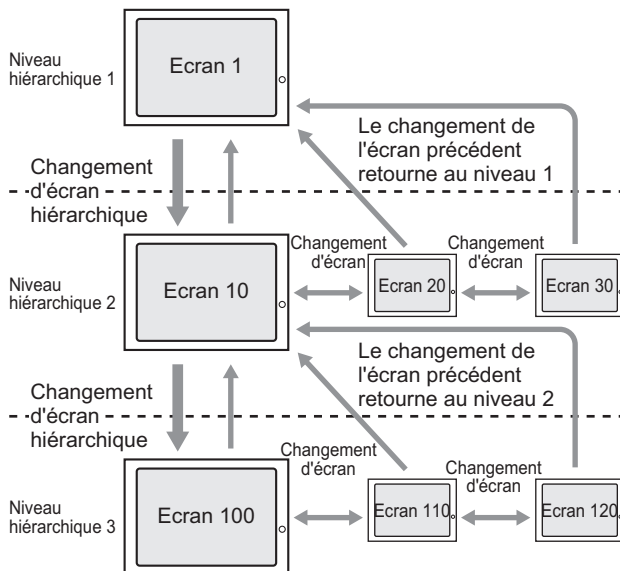 Niveau
hiérarchique 1
Ecran 1
Le changement de
l'écran précédent
retourne au niveau 1
Changement
d'écran
hiérarchique
Niveau
hiérarchique 2
Ecran 10
Changement
d'écran
Ecran 20
Changement
d'écran
Ecran 30
Le changement de
l'écran précédent
retourne au niveau 2
Changement
d'écran
hiérarchique
Niveau
hiérarchique 3
Ecran 100
Changement
d'écran
Ecran 110
Changement
d'écran
Ecran 120